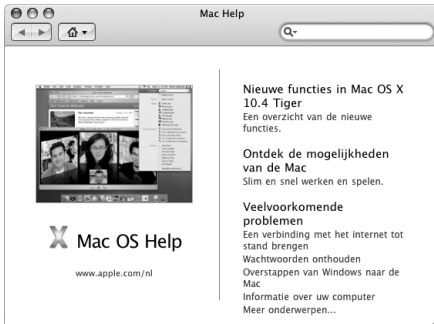 Mac Help
Mac OS Help
www.apple.com/nl
Nieuwe functies in Mac OS X
10.4 Tiger
Een overzicht van de nieuwe
functies.
Ontdek de mogelijkheden
van de Mac
Slim en snel werken en spelen.
Veelvoorkomende
problemen
Een verbinding met het internet tot
stand brengen
Wachtwoorden onthouden
Overstappen van Windows naar de
Mac
Informatie over uw computer
Meer onderwerpen...